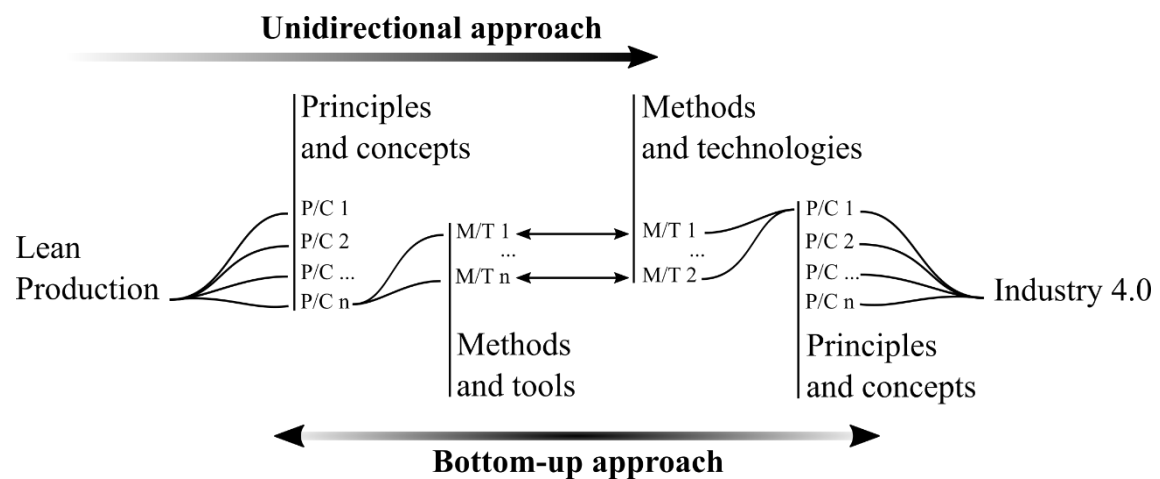 Unidirectional approach
Principles
and concepts
Methods
and technologies
Lean
Production
P/C 1
P/C 2
P/C ...
P/C n
M/T 1
...
M/T n
Methods
and tools
M/T 1
...
M/T 2
P/C 1
P/C 2
P/C ...
P/C n
Principles
and concepts
Industry 4.0
Bottom-up approach